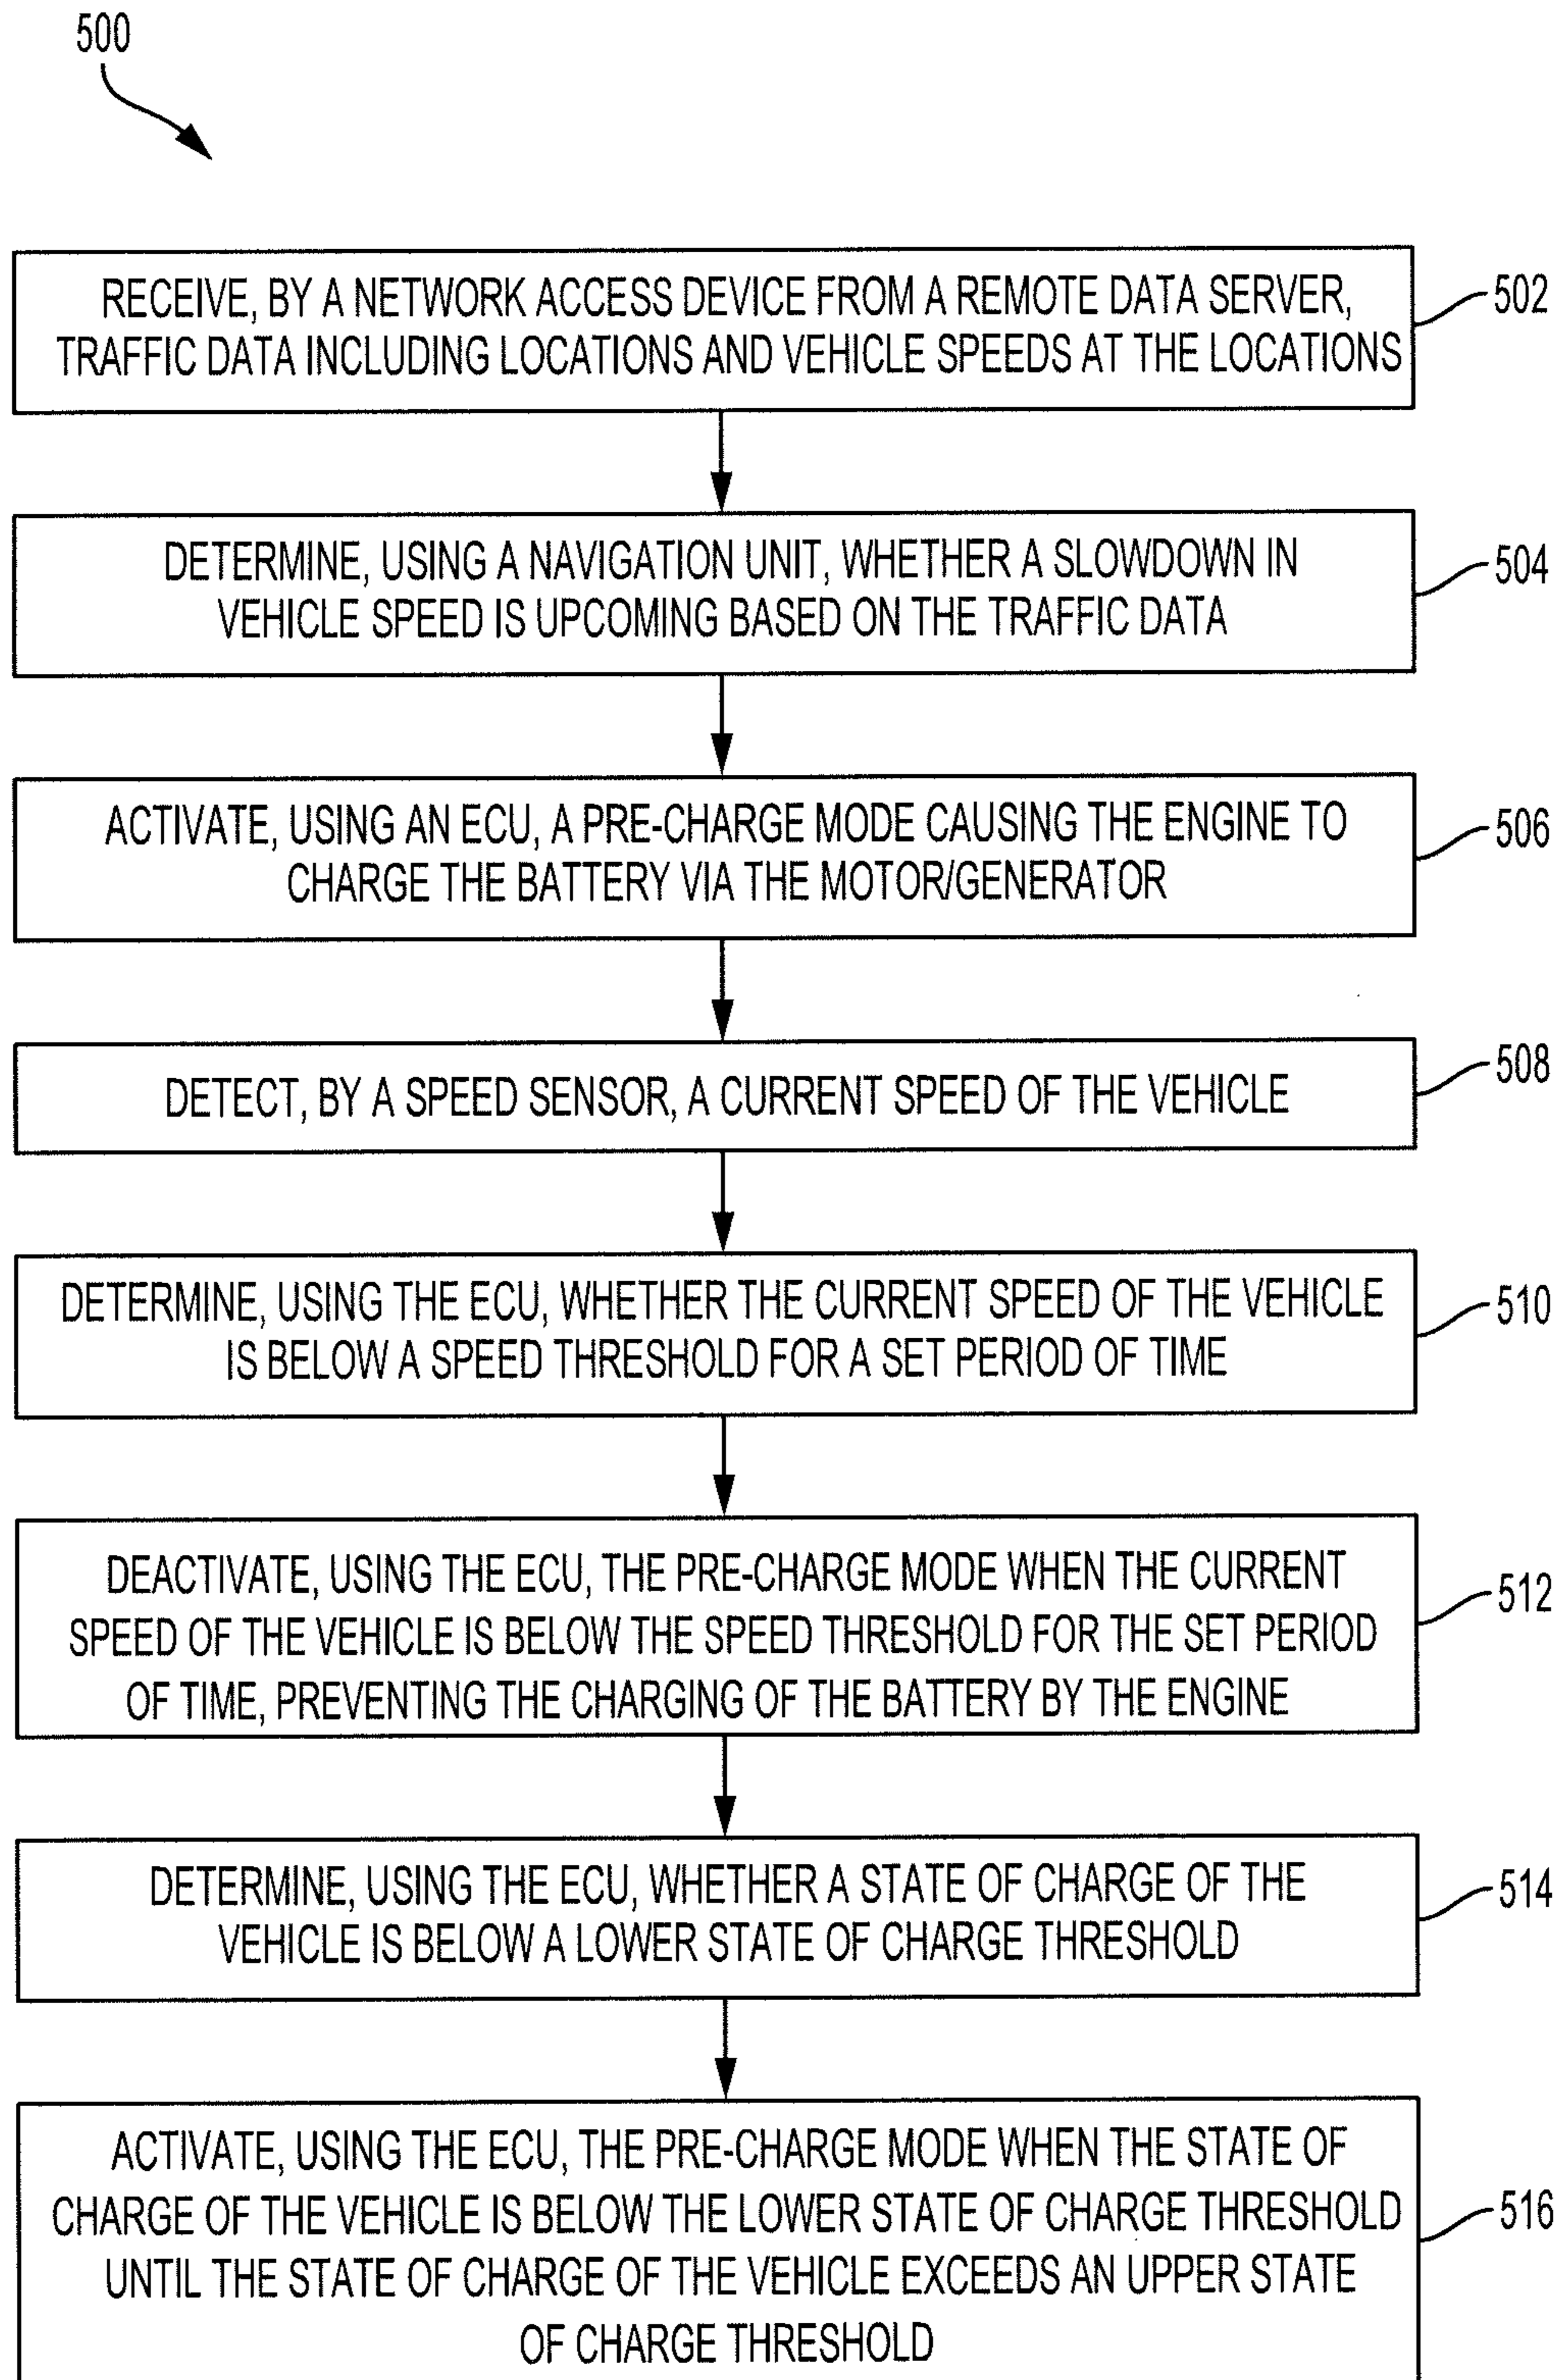 500
RECEIVE, BY A NETWORK ACCESS DEVICE FROM A REMOTE DATA SERVER,
TRAFFIC DATA INCLUDING LOCATIONS AND VEHICLE SPEEDS AT THE LOCATIONS
502
DETERMINE, USING A NAVIGATION UNIT, WHETHER A SLOWDOWN IN
VEHICLE SPEED IS UPCOMING BASED ON THE TRAFFIC DATA
504
ACTIVATE, USING AN ECU, A PRE-CHARGE MODE CAUSING THE ENGINE TO
CHARGE THE BATTERY VIA THE MOTOR/GENERATOR
506
DETECT, BY A SPEED SENSOR, A CURRENT SPEED OF THE VEHICLE
508
DETERMINE, USING THE ECU, WHETHER THE CURRENT SPEED OF THE VEHICLE
IS BELOW A SPEED THRESHOLD FOR A SET PERIOD OF TIME
510
DEACTIVATE, USING THE ECU, THE PRE-CHARGE MODE WHEN THE CURRENT
SPEED OF THE VEHICLE IS BELOW THE SPEED THRESHOLD FOR THE SET PERIOD
OF TIME, PREVENTING THE CHARGING OF THE BATTERY BY THE ENGINE
512
DETERMINE, USING THE ECU, WHETHER A STATE OF CHARGE OF THE
VEHICLE IS BELOW A LOWER STATE OF CHARGE THRESHOLD
514
ACTIVATE, USING THE ECU, THE PRE-CHARGE MODE WHEN THE STATE OF
CHARGE OF THE VEHICLE IS BELOW THE LOWER STATE OF CHARGE THRESHOLD
UNTIL THE STATE OF CHARGE OF THE VEHICLE EXCEEDS AN UPPER STATE
OF CHARGE THRESHOLD
516